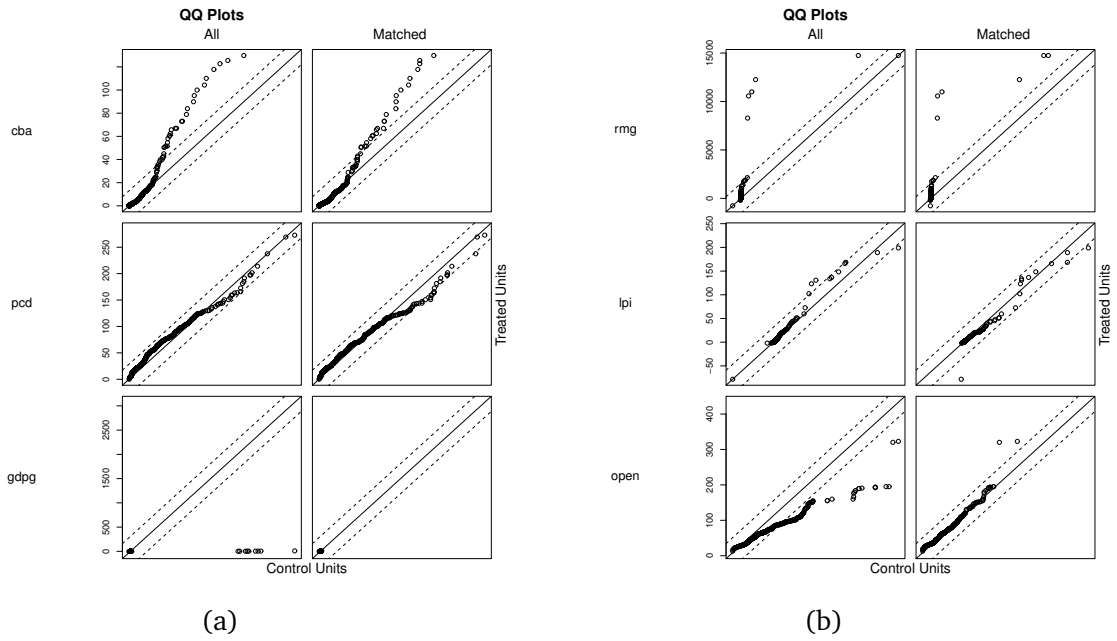 QQ Plots
All Matched
cba
0 20 40 60 80 100
pcd
0 50 100 150 200 250
gdpg
0 500 1500 2500
Control Units
Treated Units
(a)
QQ Plots
All Matched
rmg
0 5000 10000 15000
lpi
−50 0 50 100 150 200 250
open
0 100 200 300 400
Control Units
Treated Units
(b)